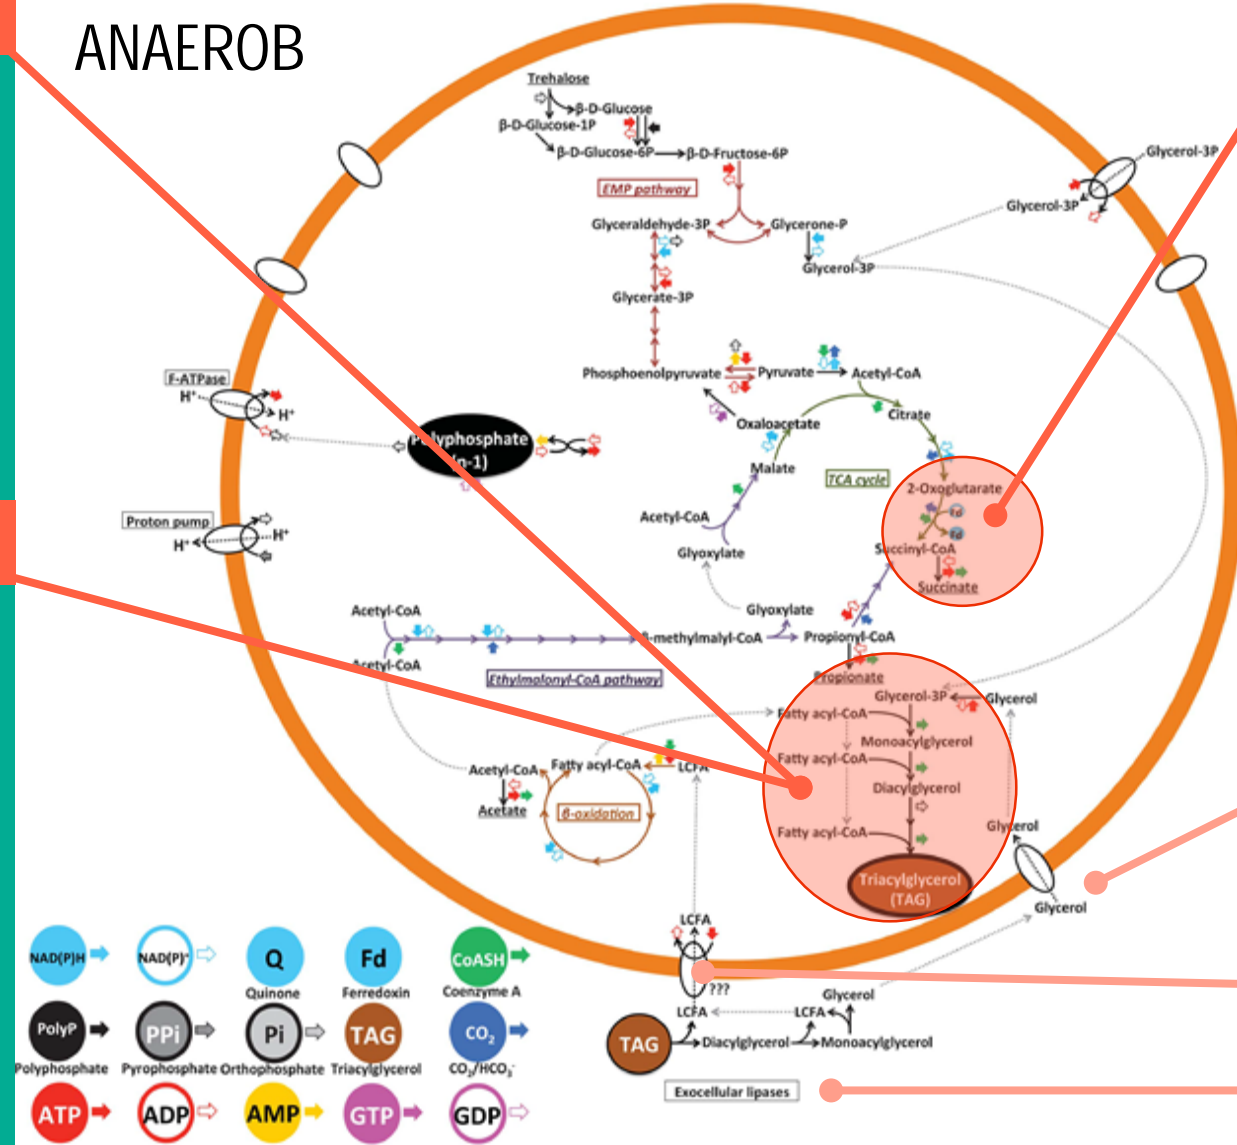 ANAEROB
Trehalose
β-D-Glucose
β-D-Glucose-1P
β-D-Glucose-6P
β-D-Fructose-6P
EMP pathway
Glyceraldehyde-3P
Glycerone-P
Glycerol-3P
Glycerol-3P
Glycerol-3P
Glycerate-3P
Phosphoenolpyruvate
Pyruvate
Acetyl-CoA
F-ATPase
H⁺
H⁺
Polyphosphate
(n-1)
Oxaloacetate
Citrate
Malate
TCA cycle
2-Oxoglutarate
Fd
Fd
Succinyl-CoA
Succinate
Proton pump
H⁺
H⁺
Acetyl-CoA
Glyoxylate
Acetyl-CoA
Glyoxylate
β-methylmalyl-CoA
Propionyl-CoA
Acetyl-CoA
Ethylmalonyl-CoA pathway
Propionate
Glycerol-3P
Glycerol
Fatty acyl-CoA
Monoacylglycerol
Fatty acyl-CoA
Diacylglycerol
Fatty acyl-CoA
Triacylglycerol
(TAG)
Acetyl-CoA
Fatty acyl-CoA
LCFA
Acetate
β-oxidation
Glycerol
Glycerol
LCFA
???
LCFA
LCFA
Glycerol
TAG
Diacylglycerol
Monoacylglycerol
Exocellular lipases
NAD(P)H
NAD(P)⁺
Q
Quinone
Fd
Ferredoxin
CoASH
Coenzyme A
PolyP
Polyphosphate
PPi
Pyrophosphate
Pi
Orthophosphate
TAG
Triacylglycerol
CO₂
CO₂/HCO₃⁻
ATP
ADP
AMP
GTP
GDP